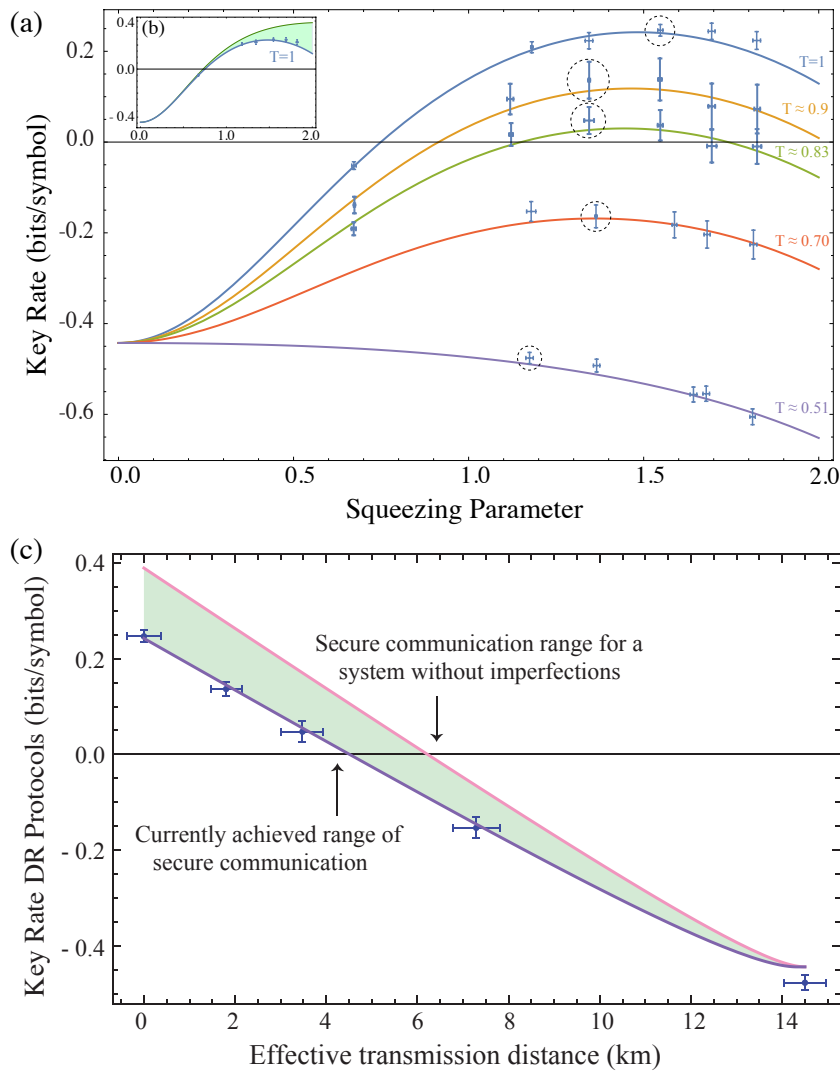 (a)
(b)
0.4
0.0
- 0.4
T=1
0.0
1.0
2.0
0.2
0.0
- 0.2
- 0.4
- 0.6
Key Rate (bits/symbol)
T=1
T ≈ 0.9
T ≈ 0.83
T ≈ 0.70
T ≈ 0.51
0.0
0.5
1.0
1.5
2.0
Squeezing Parameter
(c)
0.4
0.2
0.0
- 0.2
- 0.4
Key Rate DR Protocols (bits/symbol)
Secure communication range for a
system without imperfections
Currently achieved range of
secure communication
0
2
4
6
8
10
12
14
Effective transmission distance (km)